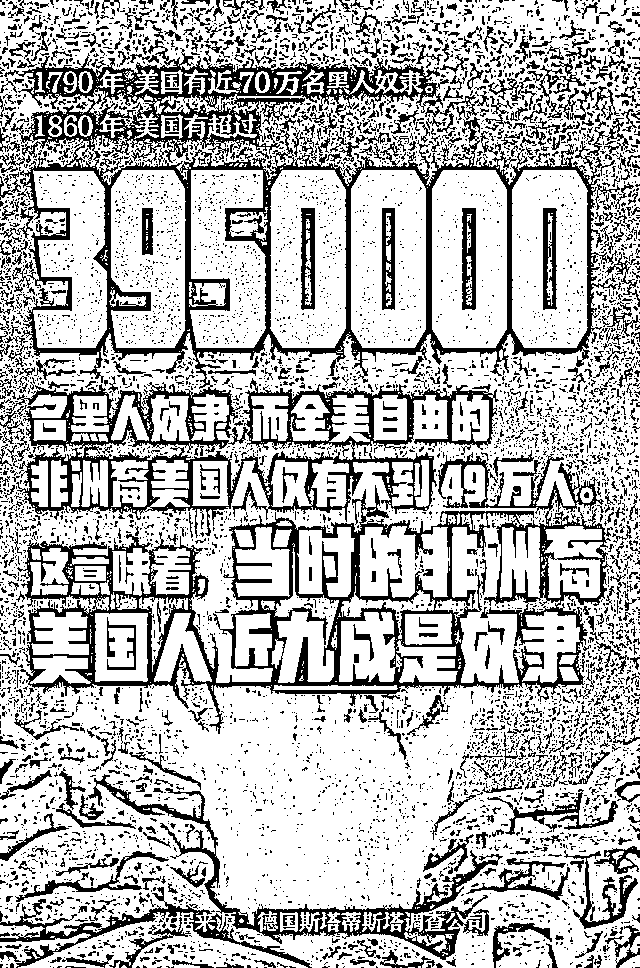 1790 年,美国有近 70 万名黑人奴隶。
1860 年,美国有超过
3950000
名黑人奴隶,而全美自由的
非洲裔美国人仅有不到 49 万人。
这意味着,当时的非洲裔
美国人近九成是奴隶
数据来源:德国斯塔蒂斯塔调查公司